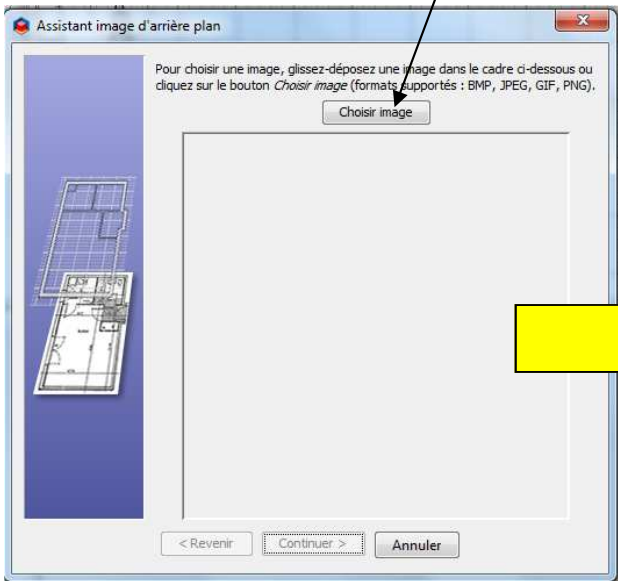 Assistant image d'arrière plan
Pour choisir une image, glissez-déposez une image dans le cadre ci-dessous ou
cliquez sur le bouton Choisir image (formats supportés : BMP, JPEG, GIF, PNG).
Choisir image
< Revenir Continuer > Annuler